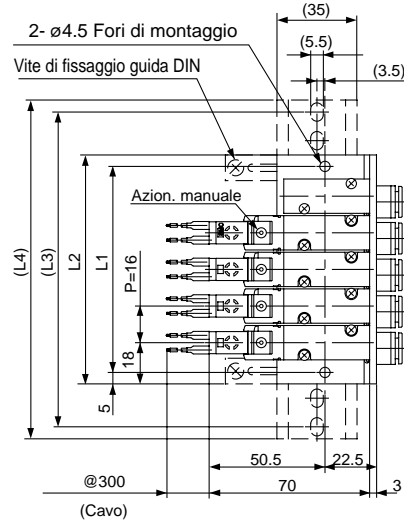 (35)
2- ø4.5 Fori di montaggio
(5.5)
Vite di fissaggio guida DIN
(3.5)
Azion. manuale
(L4)
(L3)
L2
L1
P=16
18
5
50.5
22.5
@300
70
3
(Cavo)